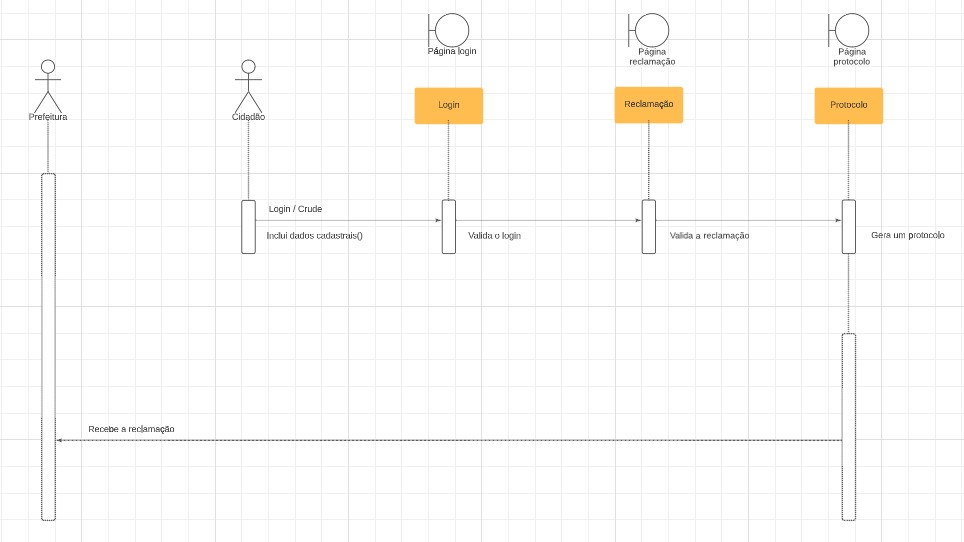 Página login
Página
reclamação
Página
protocolo
Prefeitura
Cidadão
Login
Reclamação
Protocolo
Login / Crude
Inclui dados cadastrais()
Valida o login
Valida a reclamação
Gera um protocolo
Recebe a reclamação